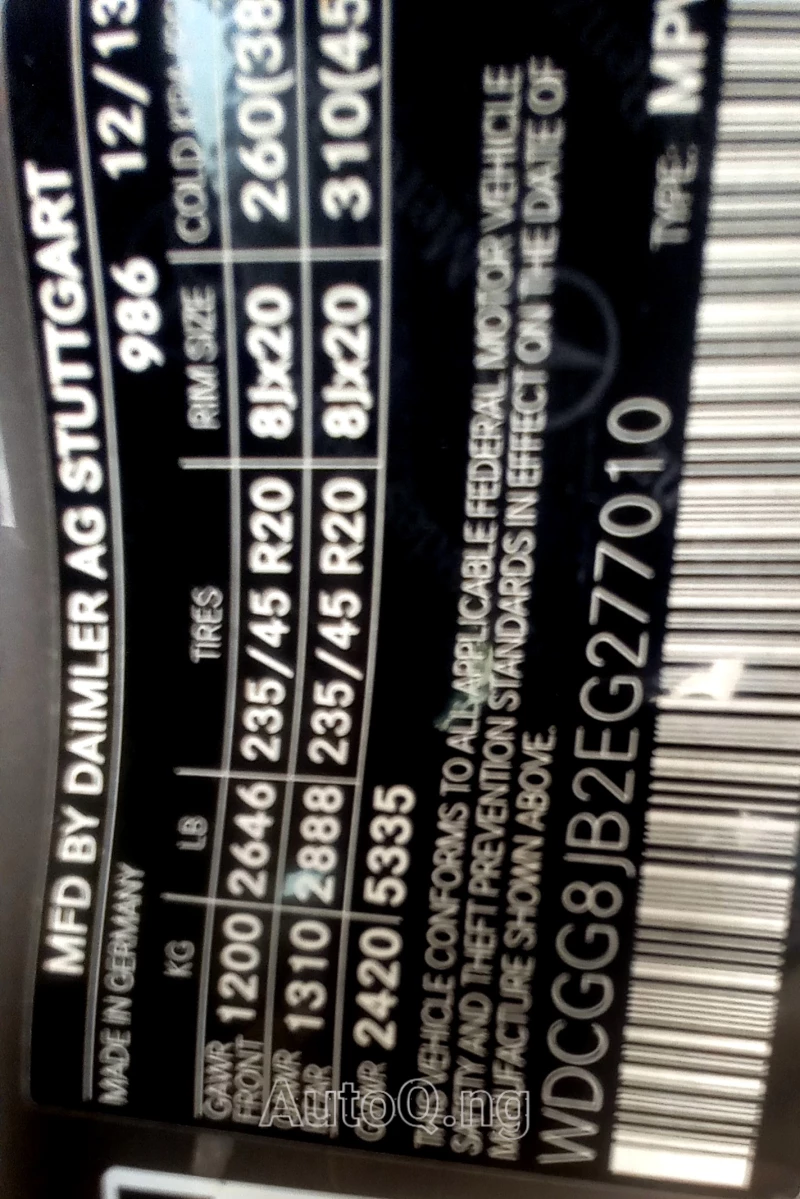 MFD BY DAIMLER AG STUTTGART
MADE IN GERMANY 986 12/13
KG LB TIRES RIM SIZE COLD
GAWR FRONT 1200 2646 235/45 R20 8Jx20 260(38
1310 2888 235/45 R20 8Jx20 310(45
2420 5335
VEHICLE CONFORMS TO ALL APPLICABLE FEDERAL MOTOR VEHICLE
AND THEFT PREVENTION STANDARDS IN EFFECT ON THE DATE OF
SHOWN ABOVE.
WDCGG8JB2EG277010 TYPE: MPV
AutoQ.ng